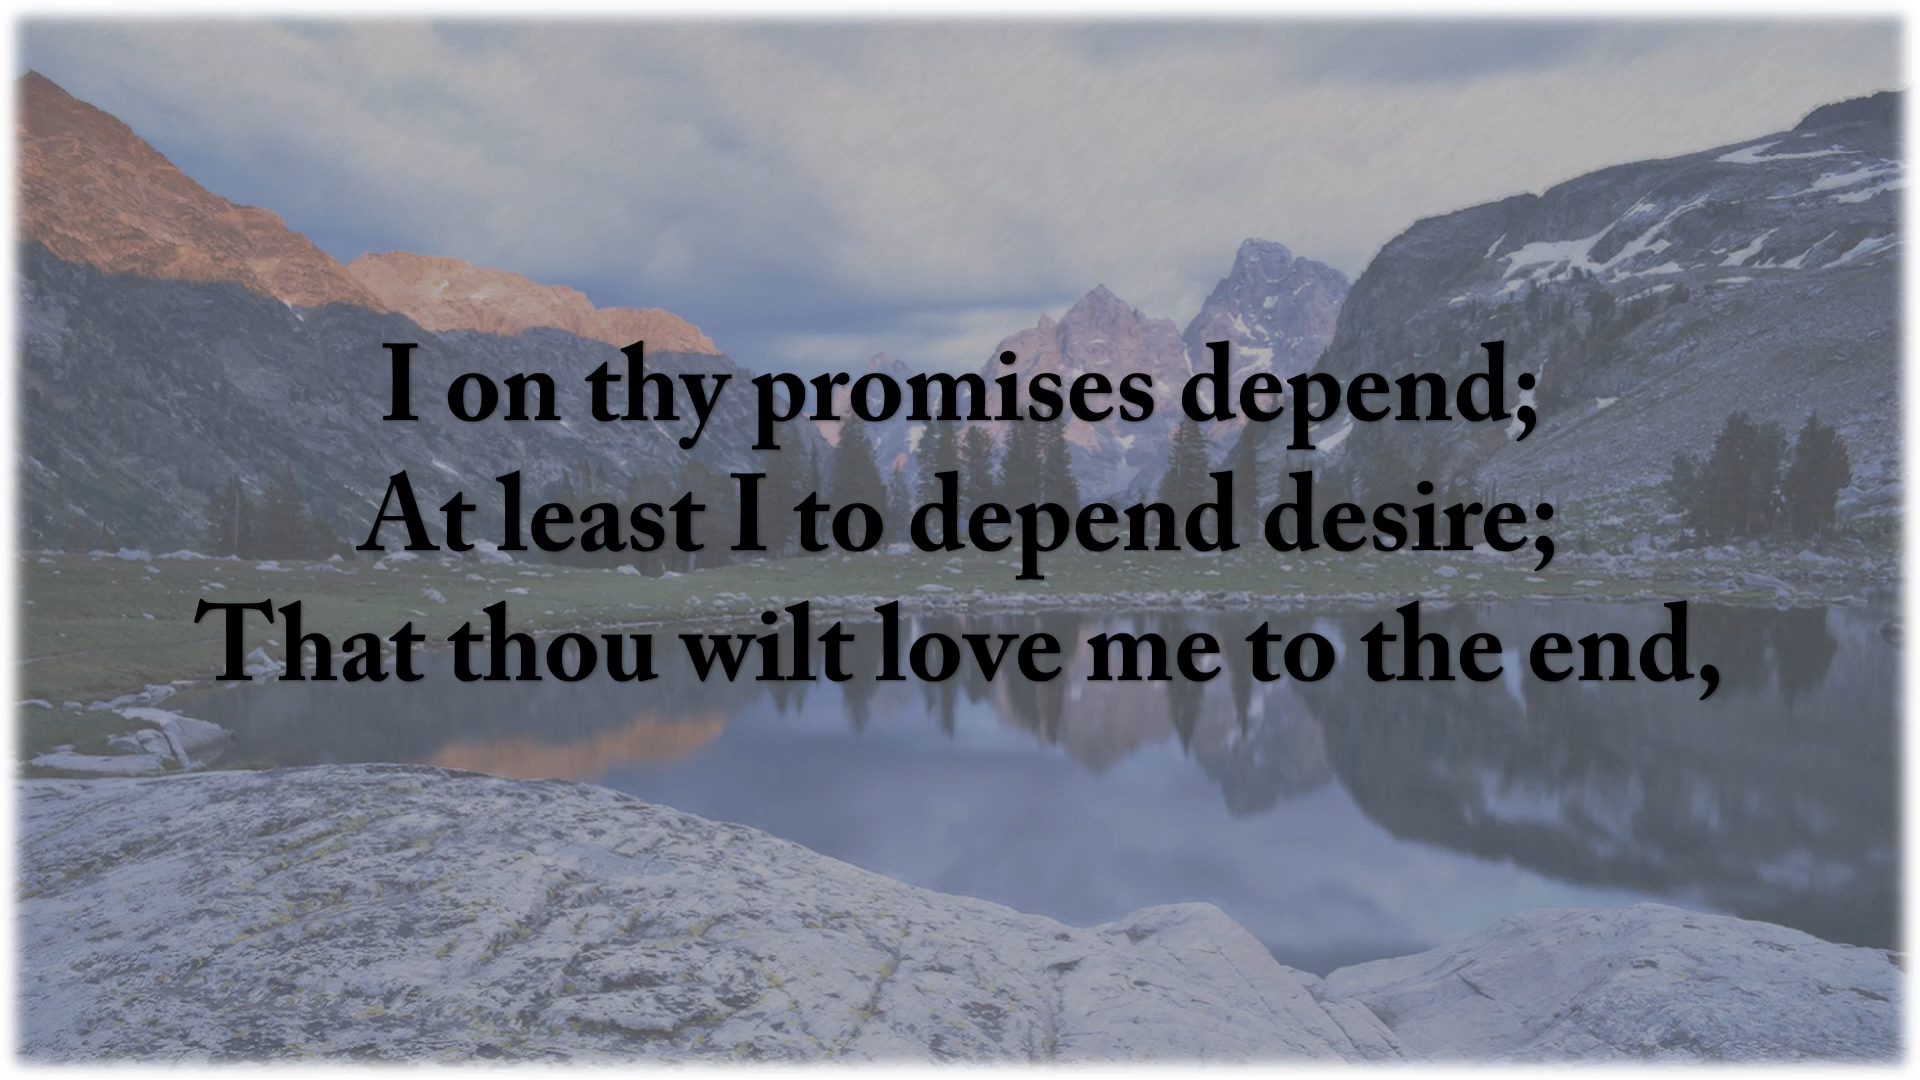 I on thy promises depend;
At least I to depend desire;
That thou wilt love me to the end,